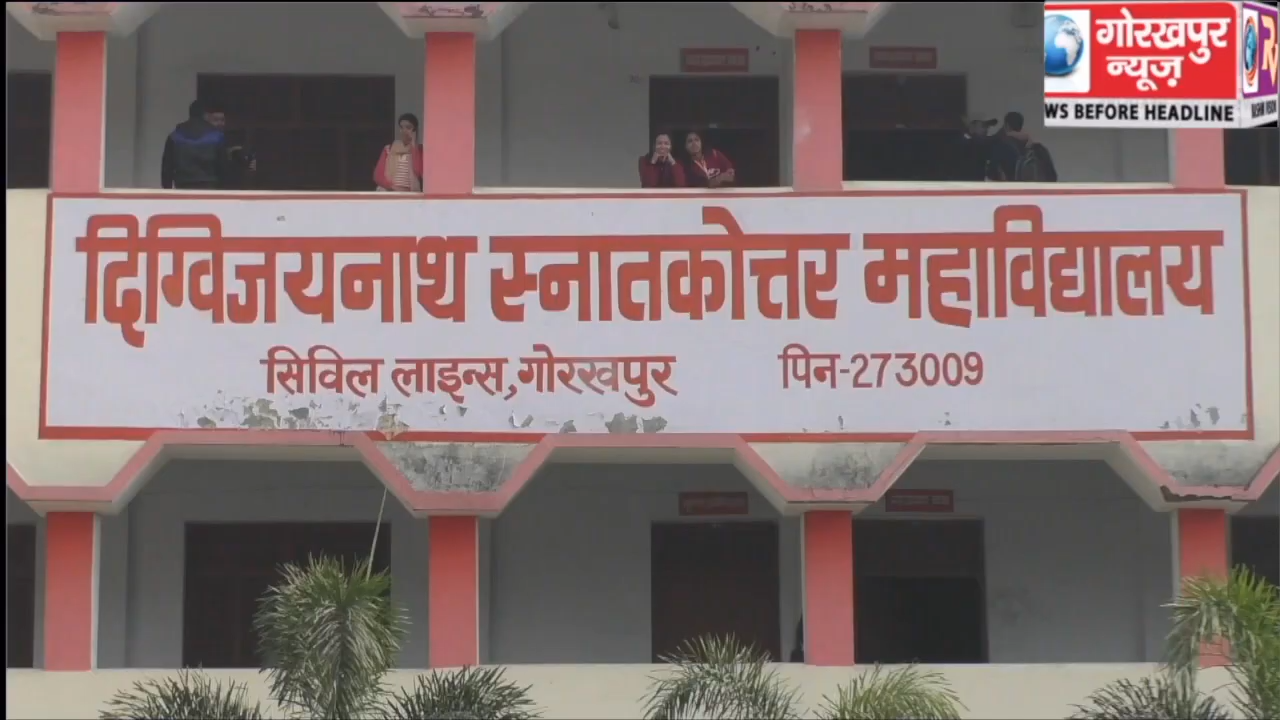 गोरखपुर
न्यूज़
WS BEFORE HEADLINE
दिग्विजयनाथ स्नातकोत्तर महाविद्यालय
सिविल लाइन्स,गोरखपुर पिन-273009